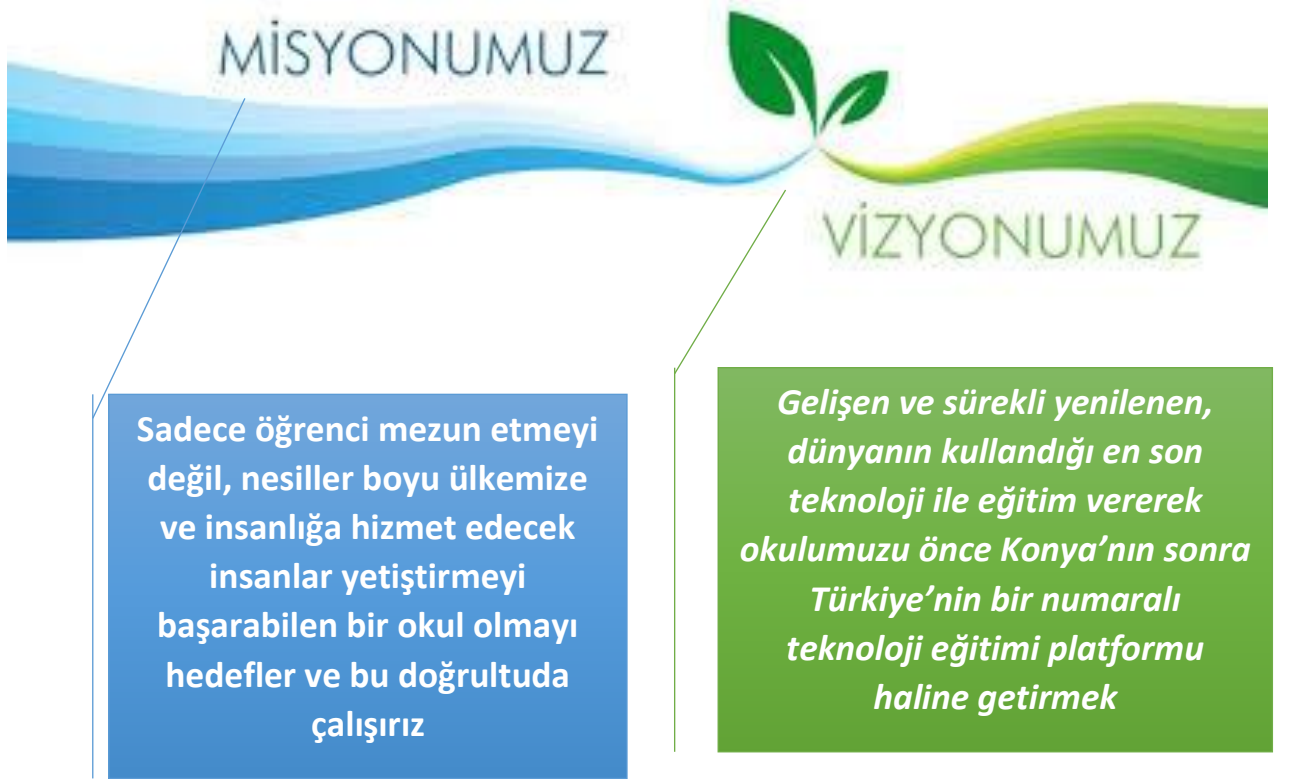 MİSYONUMUZ
VİZYONUMUZ
Sadece öğrenci mezun etmeyi
değil, nesiller boyu ülkemize
ve insanlığa hizmet edecek
insanlar yetiştirmeyi
başarabilen bir okul olmayı
hedefler ve bu doğrultuda
çalışırız
Gelişen ve sürekli yenilenen,
dünyanın kullandığı en son
teknoloji ile eğitim vererek
okulumuzu önce Konya’nın sonra
Türkiye’nin bir numaralı
teknoloji eğitimi platformu
haline getirmek